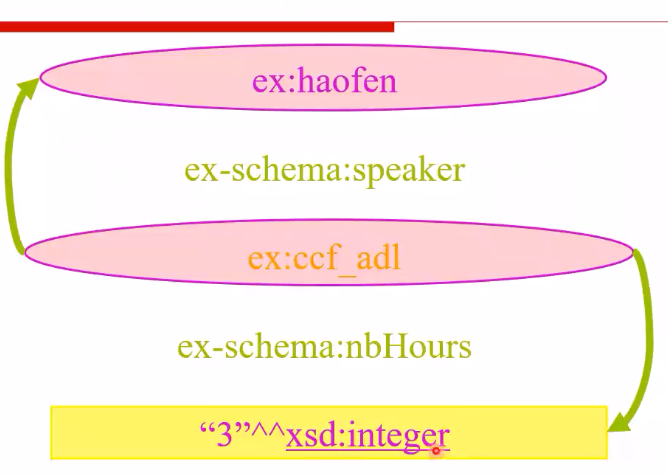 ex:haofen
ex-schema:speaker
ex:ccf_adl
ex-schema:nbHours
“3”^^xsd:integer